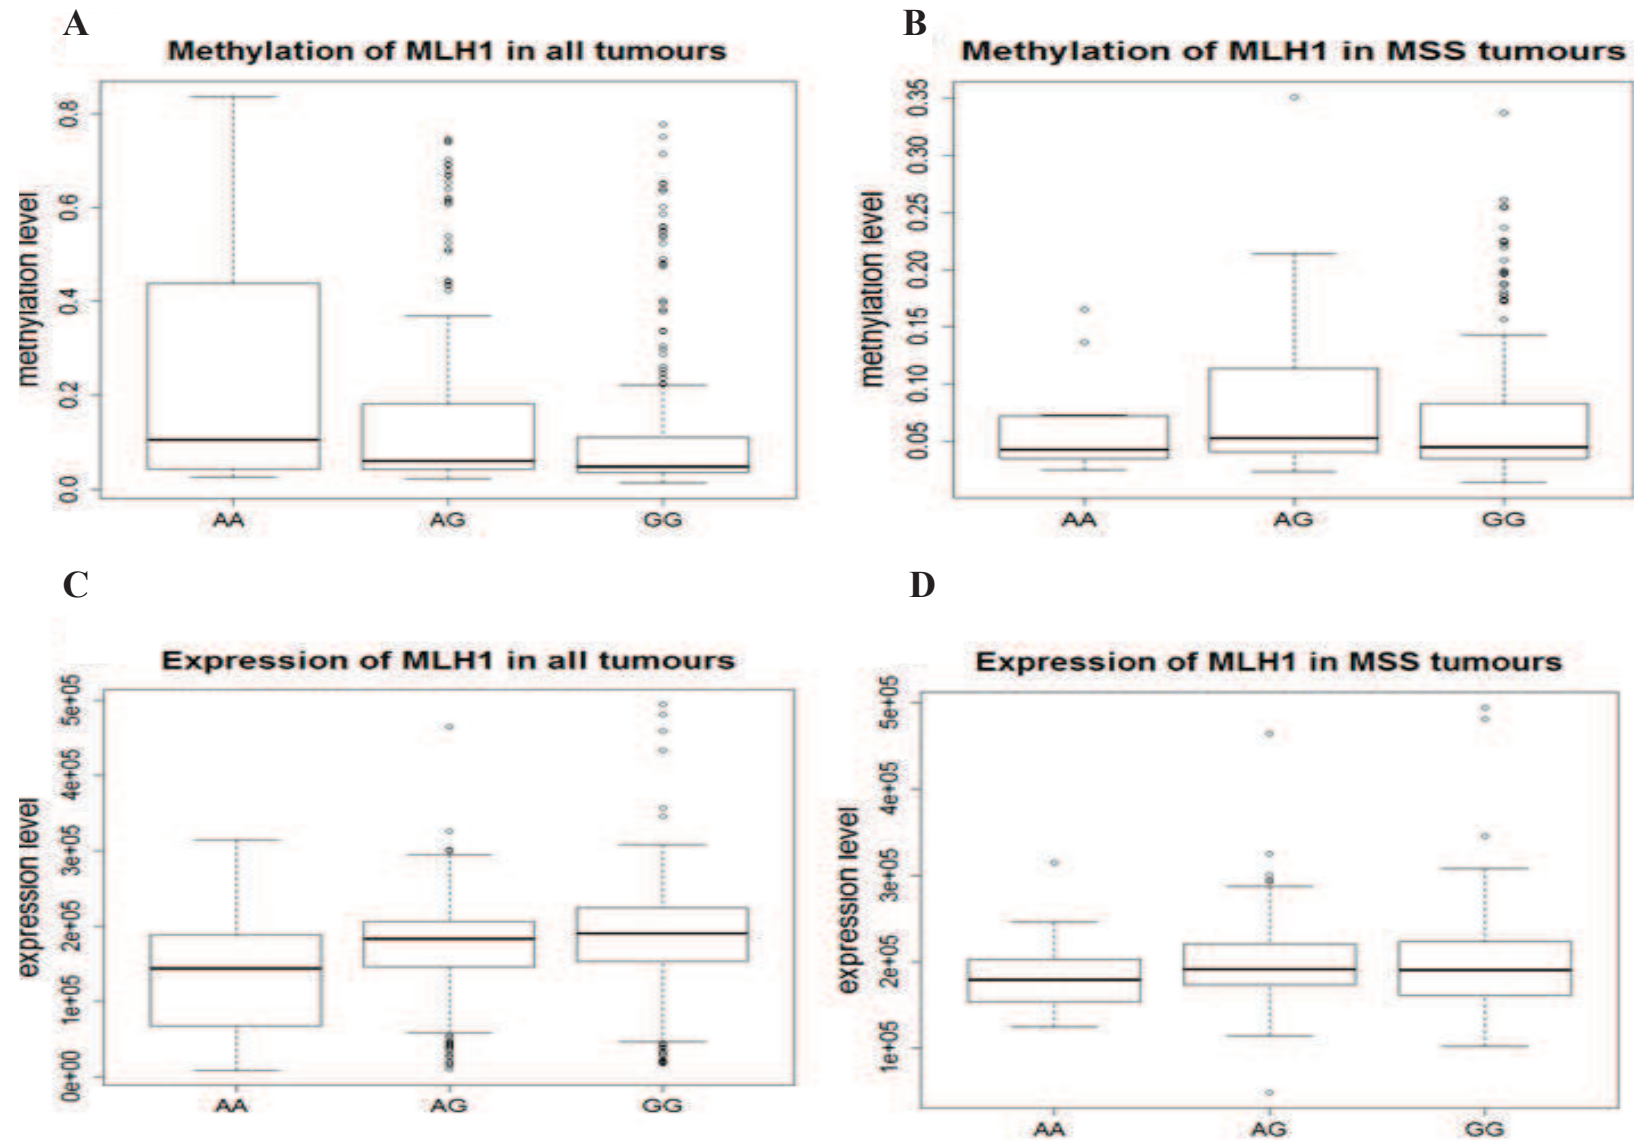 A
Methylation of MLH1 in all tumours
methylation level
0.8
0.6
0.4
0.2
0.0
AA AG GG
B
Methylation of MLH1 in MSS tumours
methylation level
0.35
0.30
0.25
0.20
0.15
0.10
0.05
AA AG GG
C
Expression of MLH1 in all tumours
expression level
5e+05
4e+05
3e+05
2e+05
1e+05
0e+00
AA AG GG
D
Expression of MLH1 in MSS tumours
expression level
5e+05
4e+05
3e+05
2e+05
1e+05
AA AG GG